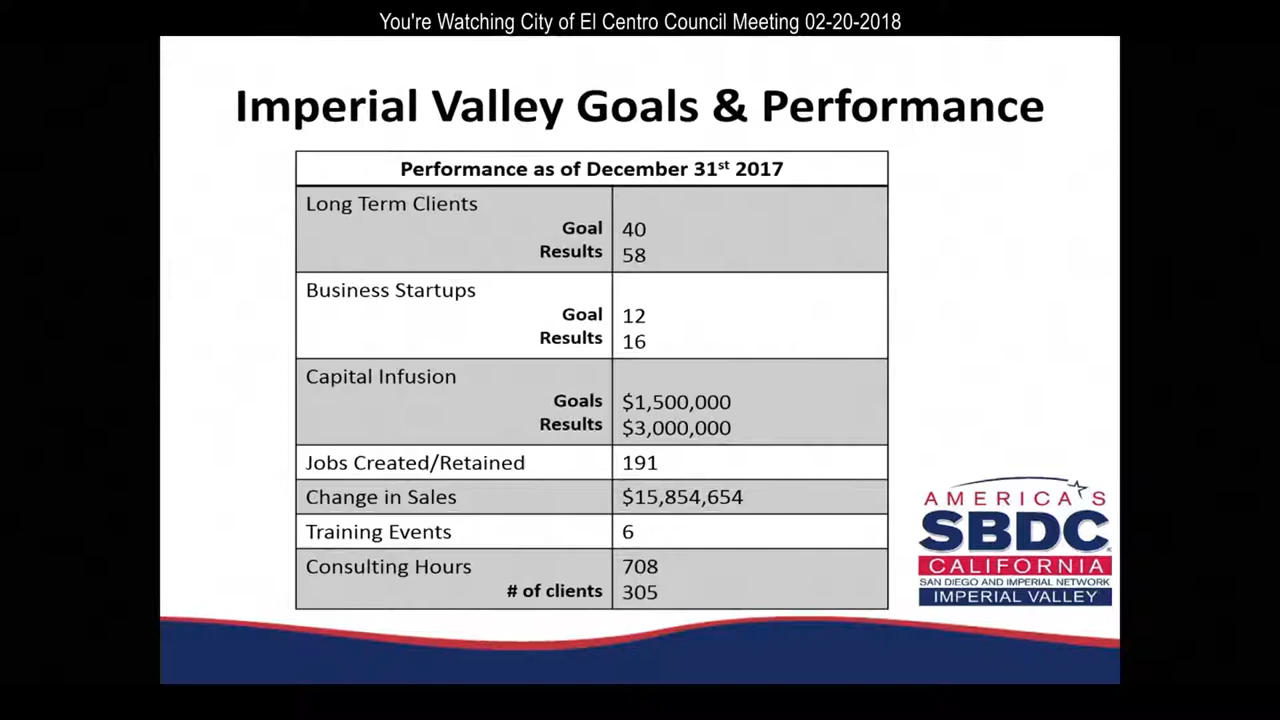 You're Watching City of El Centro Council Meeting 02-20-2018
Imperial Valley Goals & Performance
Performance as of December 31st 2017
Long Term Clients
Goal 40
Results 58
Business Startups
Goal 12
Results 16
Capital Infusion
Goals $1,500,000
Results $3,000,000
Jobs Created/Retained 191
Change in Sales $15,854,654
Training Events 6
Consulting Hours 708
# of clients 305
AMERICA'S
SBDC
CALIFORNIA
SAN DIEGO AND IMPERIAL NETWORK
IMPERIAL VALLEY